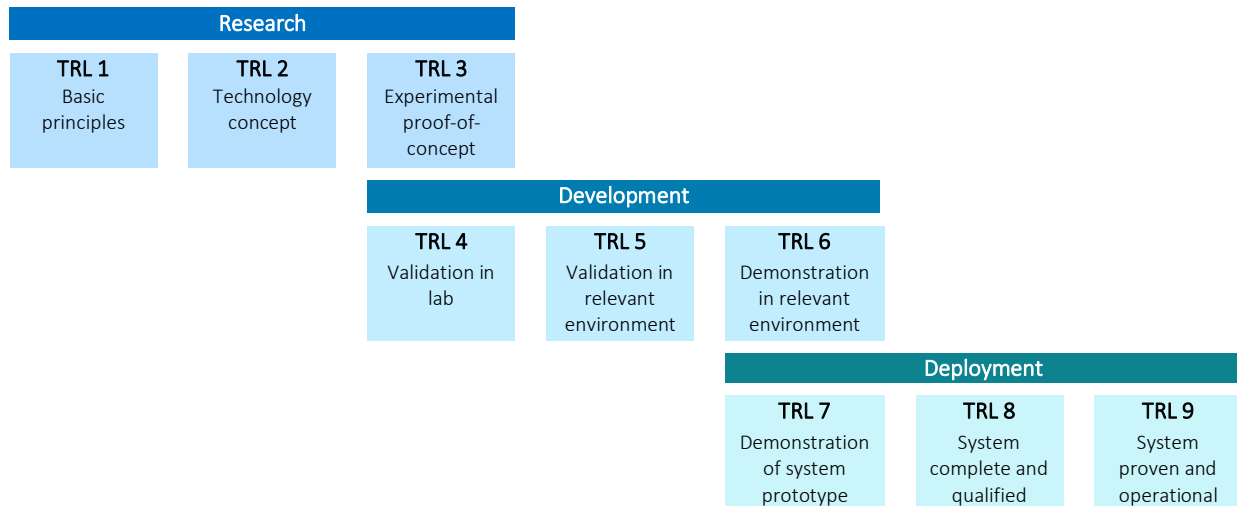 Research
TRL 1
Basic
principles
TRL 2
Technology
concept
TRL 3
Experimental
proof-of-
concept
Development
TRL 4
Validation in
lab
TRL 5
Validation in
relevant
environment
TRL 6
Demonstration
in relevant
environment
Deployment
TRL 7
Demonstration
of system
prototype
TRL 8
System
complete and
qualified
TRL 9
System
proven and
operational